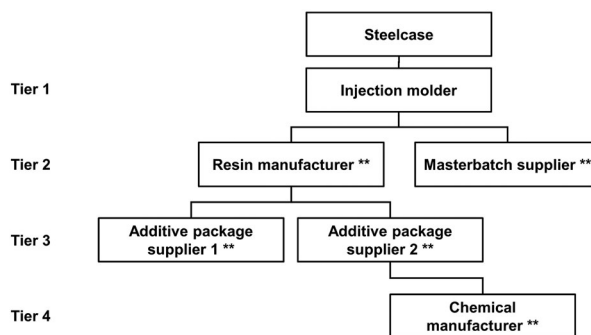 Steelcase
Tier 1
Injection molder
Tier 2
Resin manufacturer **
Masterbatch supplier **
Tier 3
Additive package
supplier 1 **
Additive package
supplier 2 **
Tier 4
Chemical
manufacturer **